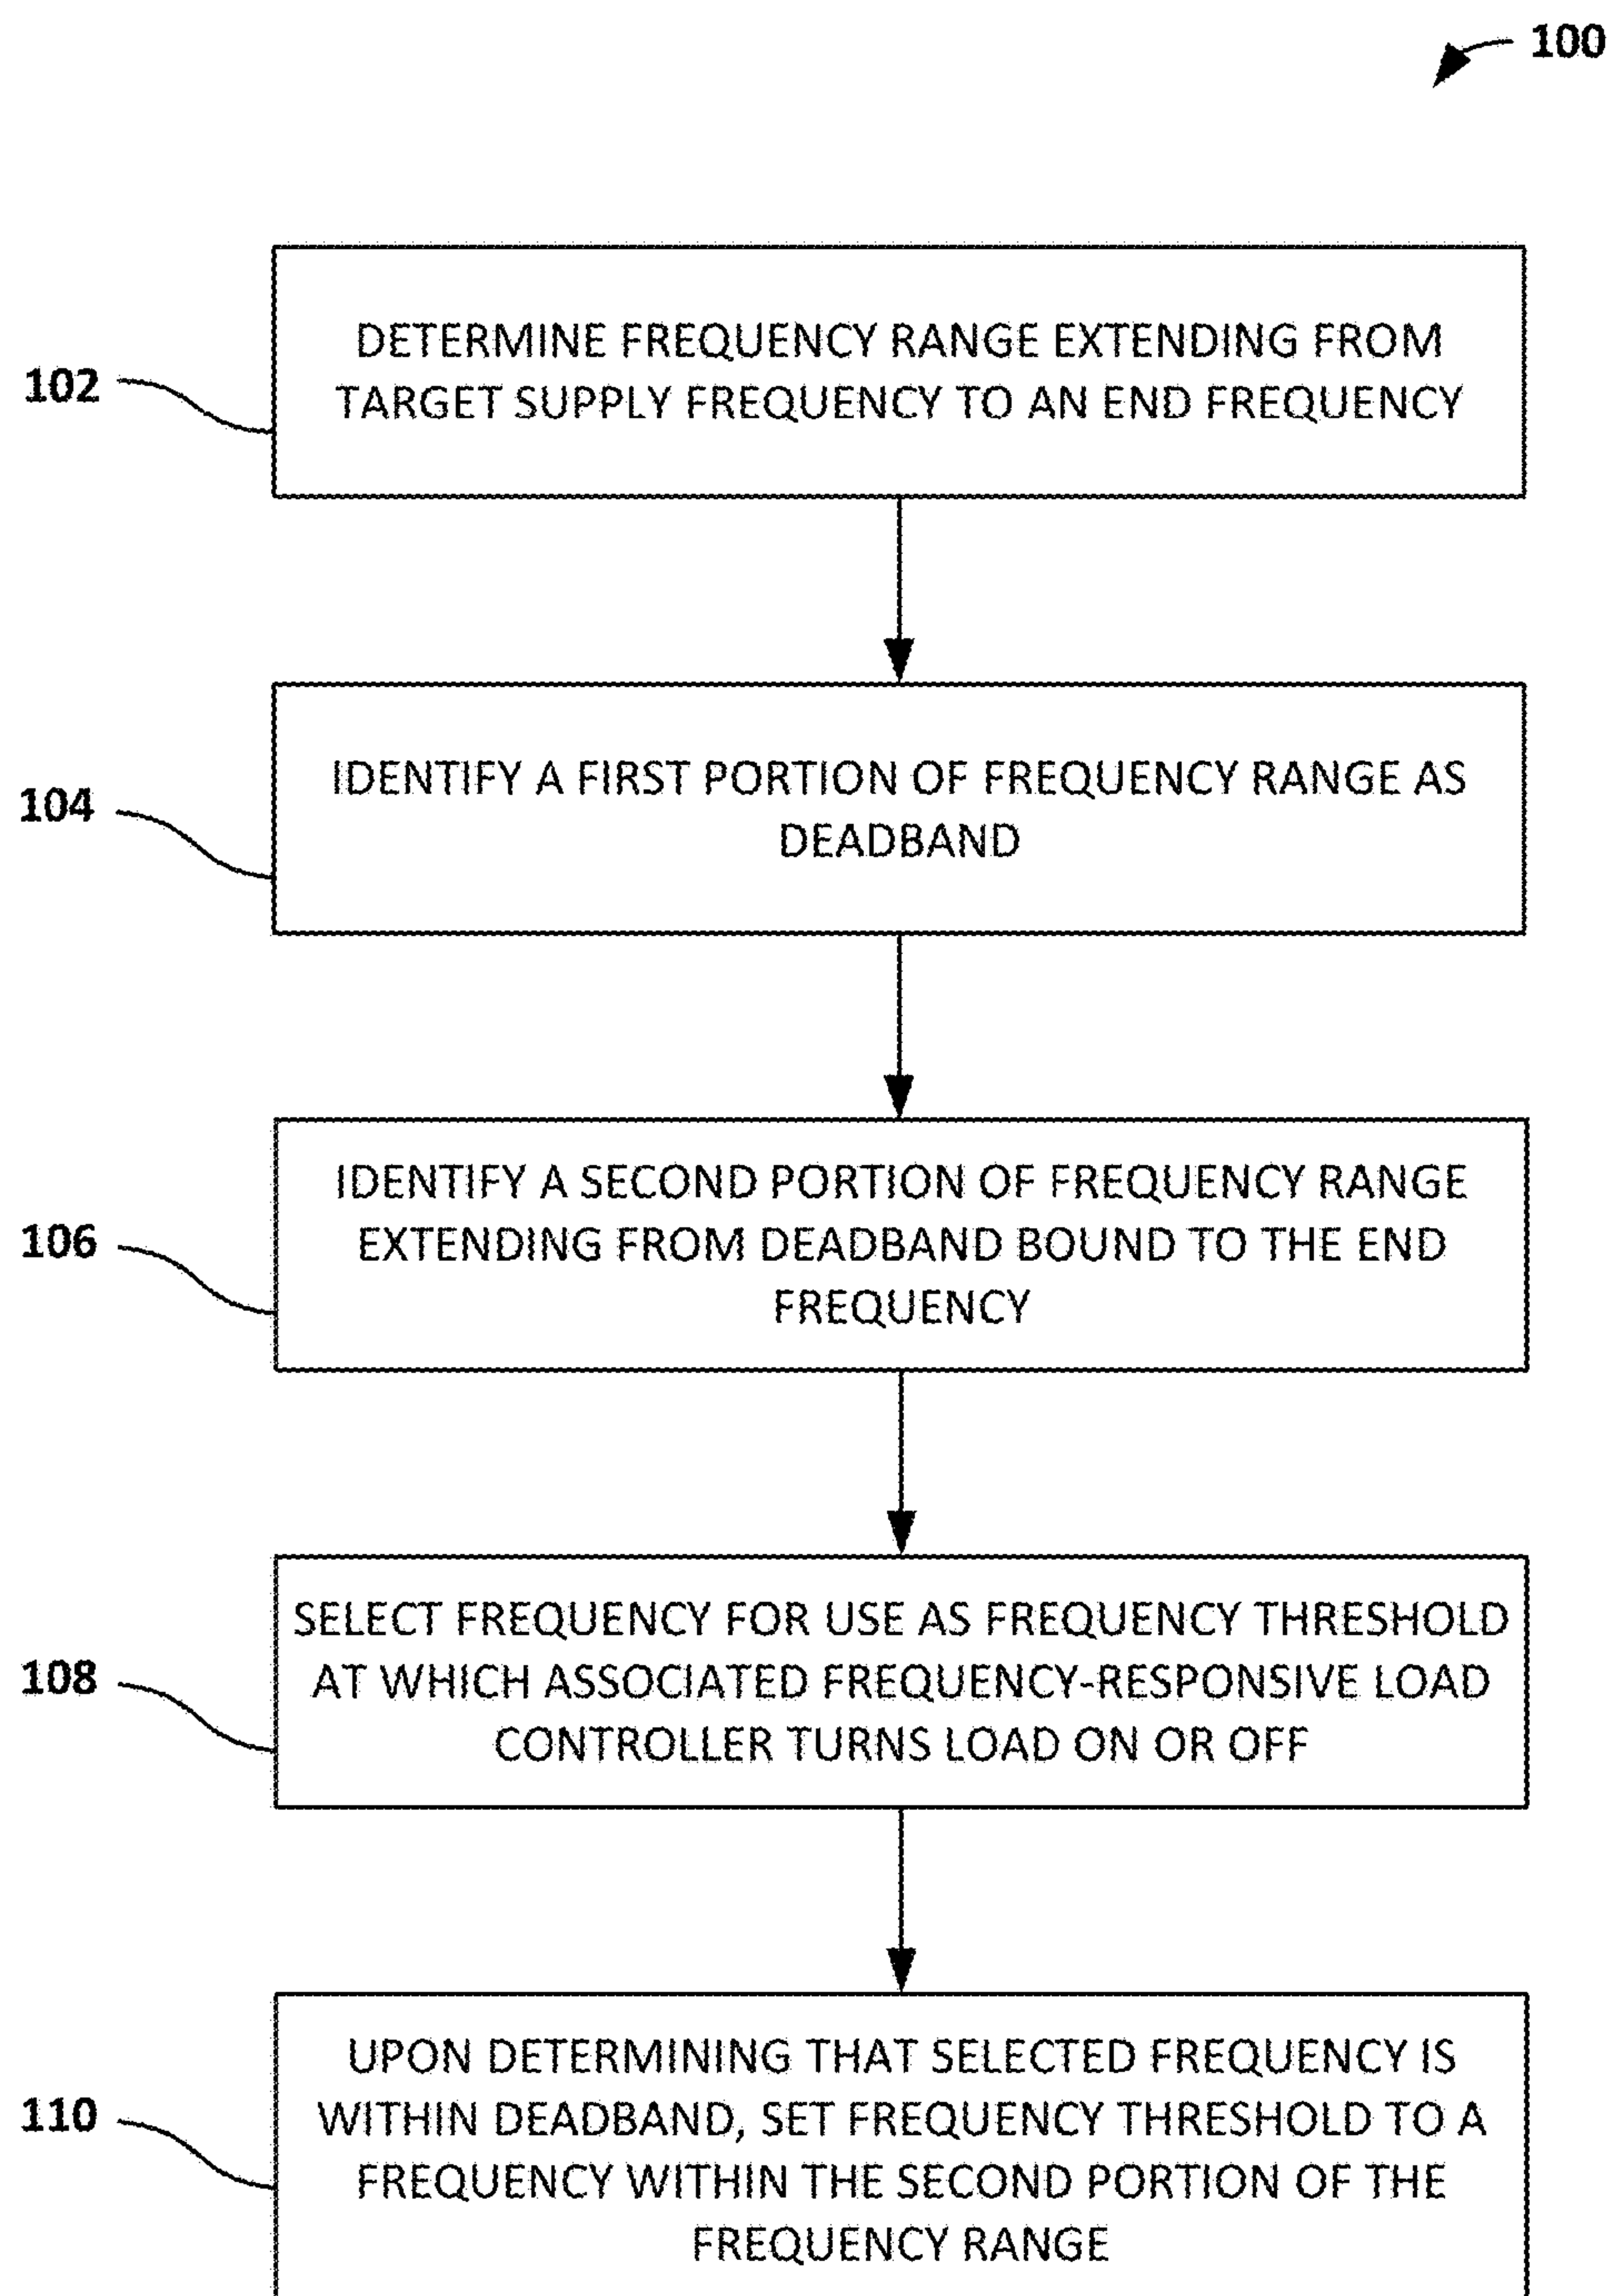 100
102
DETERMINE FREQUENCY RANGE EXTENDING FROM
TARGET SUPPLY FREQUENCY TO AN END FREQUENCY
104
IDENTIFY A FIRST PORTION OF FREQUENCY RANGE AS
DEADBAND
106
IDENTIFY A SECOND PORTION OF FREQUENCY RANGE
EXTENDING FROM DEADBAND BOUND TO THE END
FREQUENCY
108
SELECT FREQUENCY FOR USE AS FREQUENCY THRESHOLD
AT WHICH ASSOCIATED FREQUENCY-RESPONSIVE LOAD
CONTROLLER TURNS LOAD ON OR OFF
110
UPON DETERMINING THAT SELECTED FREQUENCY IS
WITHIN DEADBAND, SET FREQUENCY THRESHOLD TO A
FREQUENCY WITHIN THE SECOND PORTION OF THE
FREQUENCY RANGE